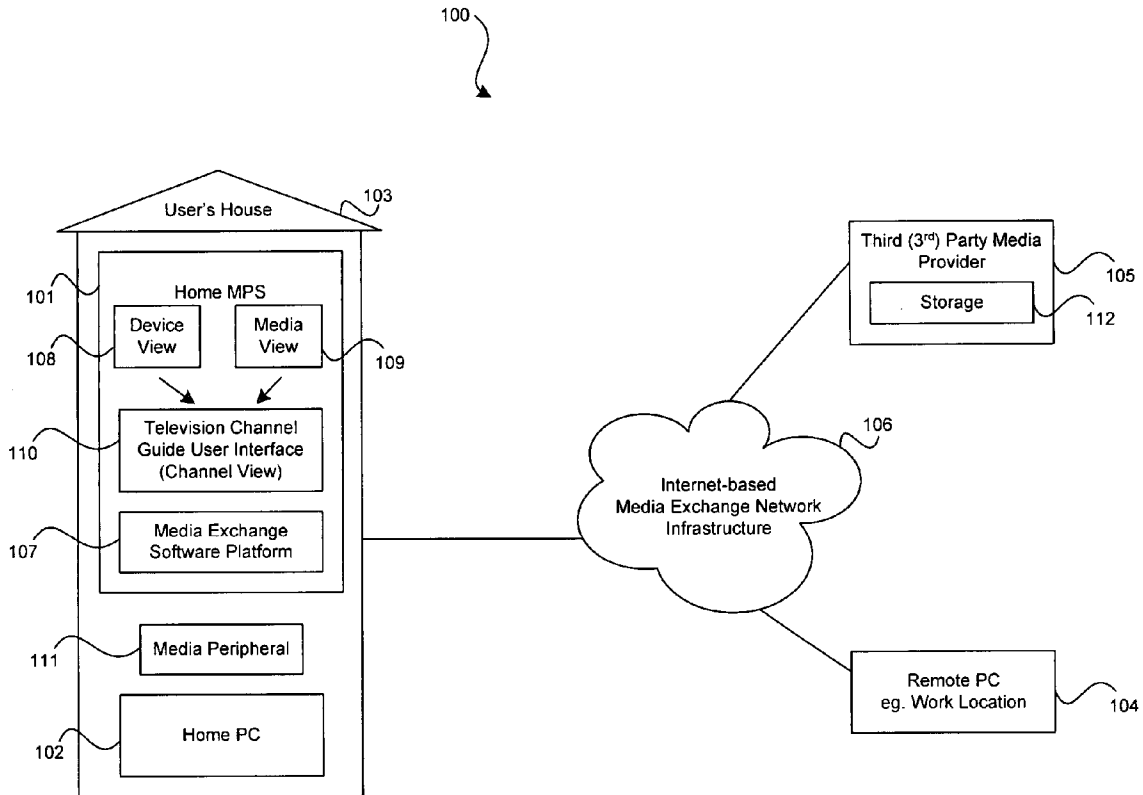 100
User's House
103
101
Home MPS
Device
View
Media
View
108
109
110
Television Channel
Guide User Interface
(Channel View)
107
Media Exchange
Software Platform
111
Media Peripheral
102
Home PC
Third (3rd) Party Media
Provider
105
Storage
112
106
Internet-based
Media Exchange Network
Infrastructure
Remote PC
eg. Work Location
104